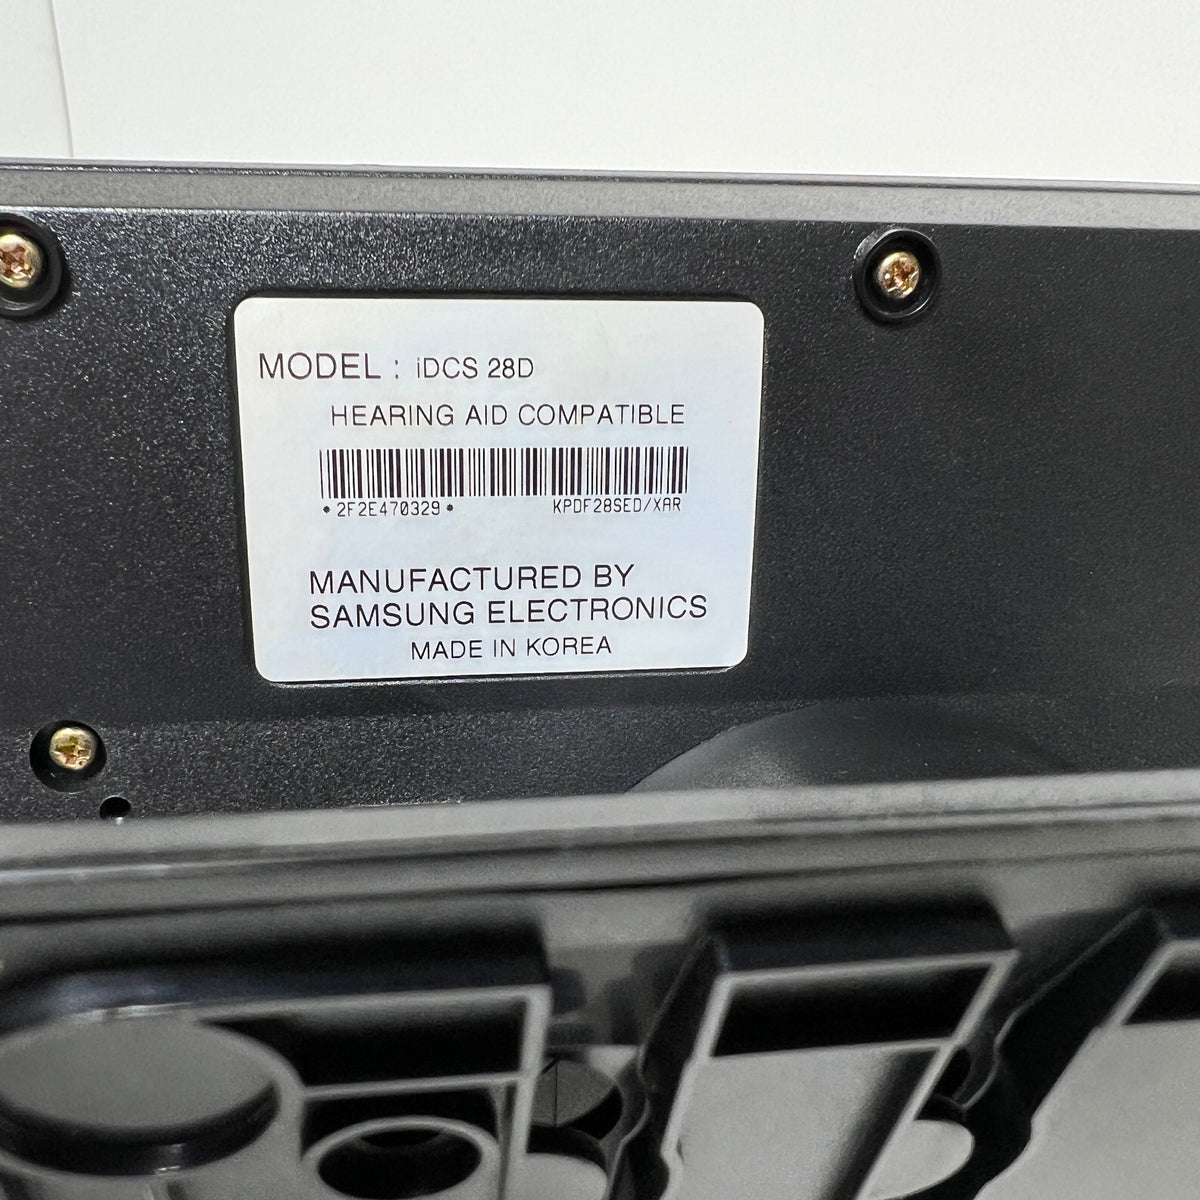 MODEL : iDCS 28D
HEARING AID COMPATIBLE
*2F2E470329* KPDF28SED/XAR
MANUFACTURED BY
SAMSUNG ELECTRONICS
MADE IN KOREA